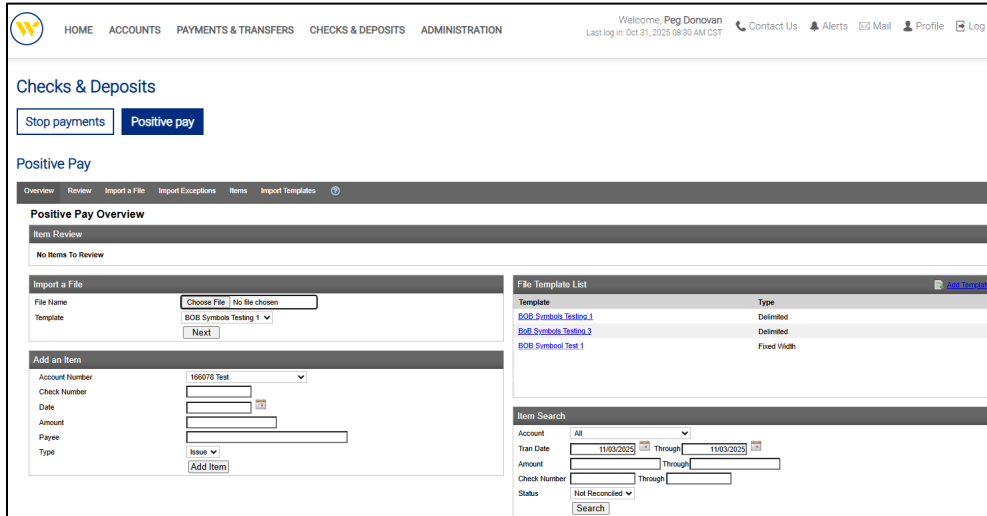 W
HOME ACCOUNTS PAYMENTS & TRANSFERS CHECKS & DEPOSITS ADMINISTRATION
Welcome, Peg Donovan
Last log in: Oct 31, 2025 08:30 AM CST
Contact Us Alerts Mail Profile Log
Checks & Deposits
Stop payments Positive pay
Positive Pay
Overview Review Import a File Import Exceptions Items Import Templates ?
Positive Pay Overview
Item Review
No Items To Review
Import a File
File Name Choose File No file chosen
Template BOB Symbols Testing 1
Next
Add an Item
Account Number 166078 Test
Check Number
Date
Amount
Payee
Type Issue
Add Item
File Template List Add Templat
Template Type
BOB Symbols Testing 1 Delimited
BoB Symbols Testing 3 Delimited
BOB Symbool Test 1 Fixed Width
Item Search
Account All
Tran Date 11/03/2025 Through 11/03/2025
Amount Through
Check Number Through
Status Not Reconciled
Search